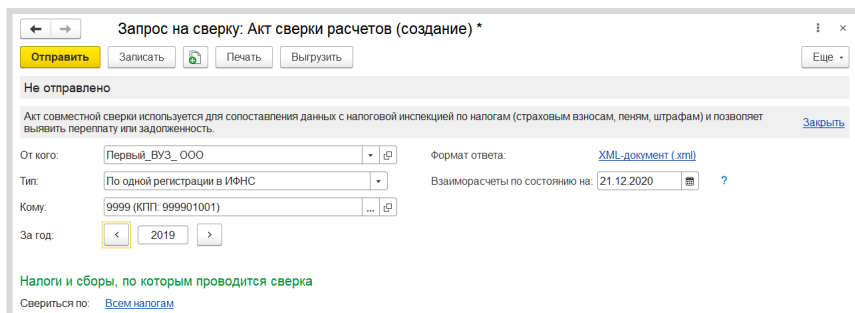 Запрос на сверку: Акт сверки расчетов (создание) *
Отправить Записать Печать Выгрузить Еще
Не отправлено
Акт совместной сверки используется для сопоставления данных с налоговой инспекцией по налогам (страховым взносам, пеням, штрафам) и позволяет
выявить переплату или задолженность. Закрыть
От кого: Первый_ВУЗ_ ООО Формат ответа: XML-документ (.xml)
Тип: По одной регистрации в ИФНС Взаиморасчеты по состоянию на: 21.12.2020 ?
Кому: 9999 (КПП: 999901001) ...
За год: < 2019 >
Налоги и сборы, по которым проводится сверка
Свериться по: Всем налогам